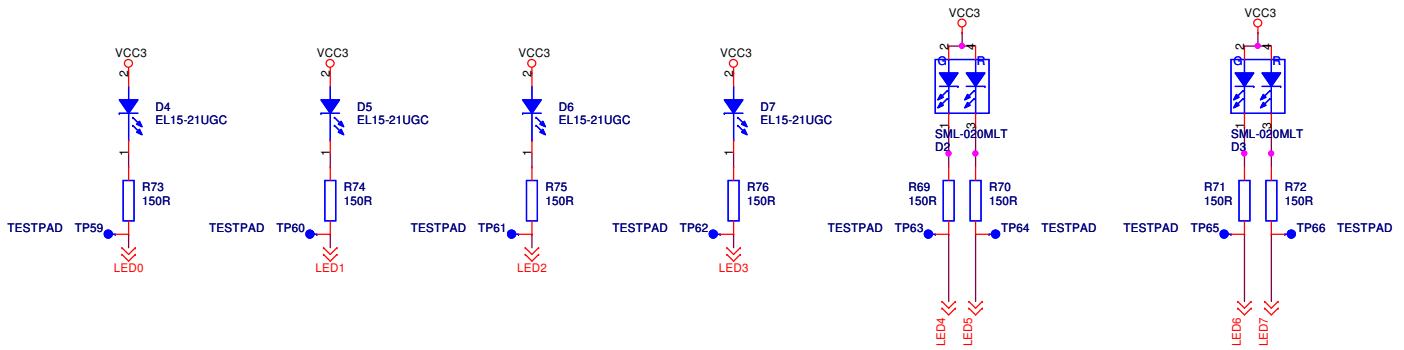 VCC3
2
D4
EL15-21UGC
1
R73
150R
TESTPAD TP59
LED0
VCC3
2
D5
EL15-21UGC
1
R74
150R
TESTPAD TP60
LED1
VCC3
2
D6
EL15-21UGC
1
R75
150R
TESTPAD TP61
LED2
VCC3
2
D7
EL15-21UGC
1
R76
150R
TESTPAD TP62
LED3
VCC3
2 4
G R
1 3
SML-020MLT
D2
R69 R70
150R 150R
TESTPAD TP63 TP64 TESTPAD
LED4 LED5
VCC3
2 4
G R
1 3
SML-020MLT
D3
R71 R72
150R 150R
TESTPAD TP65 TP66 TESTPAD
LED6 LED7